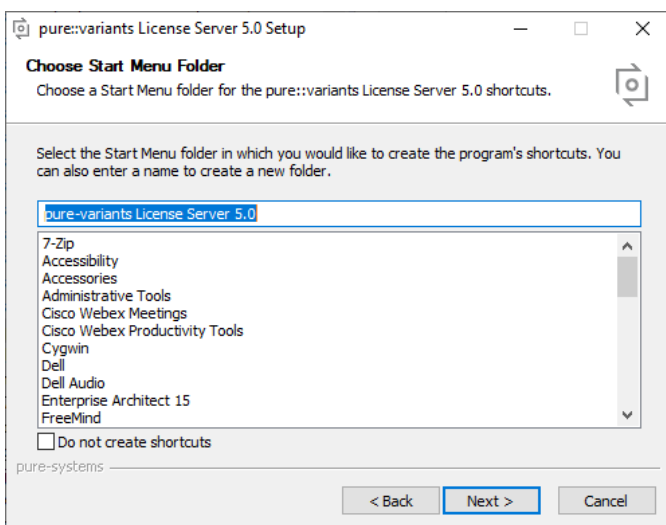 pure::variants License Server 5.0 Setup
Choose Start Menu Folder
Choose a Start Menu folder for the pure::variants License Server 5.0 shortcuts.
Select the Start Menu folder in which you would like to create the program's shortcuts. You
can also enter a name to create a new folder.
pure-variants License Server 5.0
7-Zip
Accessibility
Accessories
Administrative Tools
Cisco Webex Meetings
Cisco Webex Productivity Tools
Cygwin
Dell
Dell Audio
Enterprise Architect 15
FreeMind
Do not create shortcuts
pure-systems
< Back Next > Cancel